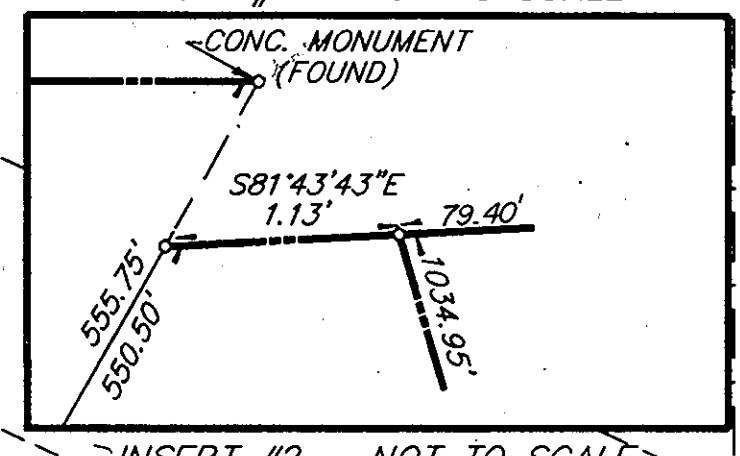 CONC. MONUMENT
(FOUND)
S81°43'43"E
1.13'
79.40'
555.75'
550.50'
1034.95'
INSERT #2 NOT TO SCALE